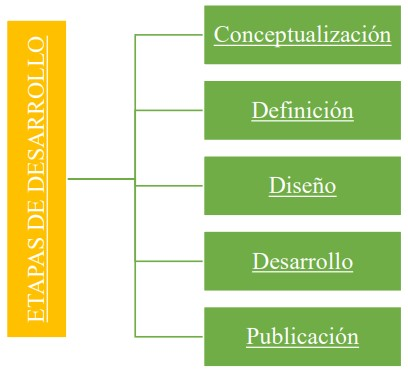 ETAPAS DE DESARROLLO
Conceptualización
Definición
Diseño
Desarrollo
Publicación